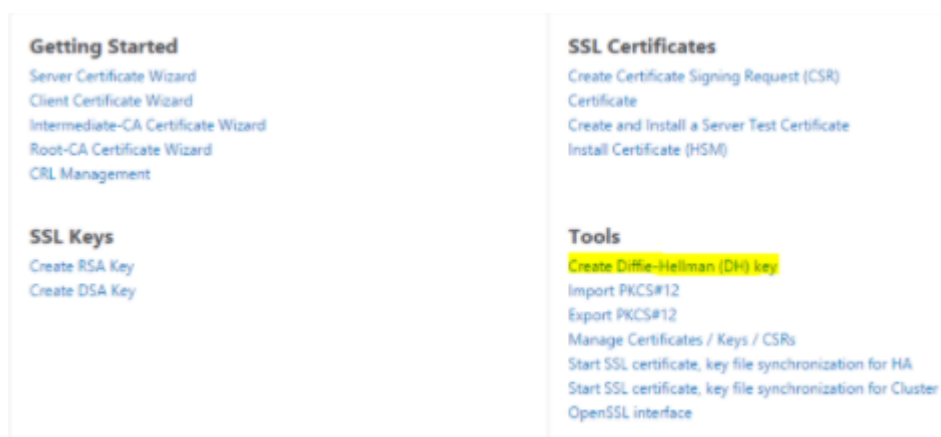 Getting Started
Server Certificate Wizard
Client Certificate Wizard
Intermediate-CA Certificate Wizard
Root-CA Certificate Wizard
CRL Management
SSL Certificates
Create Certificate Signing Request (CSR)
Certificate
Create and Install a Server Test Certificate
Install Certificate (HSM)
SSL Keys
Create RSA Key
Create DSA Key
Tools
Create Diffie-Hellman (DH) key
Import PKCS#12
Export PKCS#12
Manage Certificates / Keys / CSRs
Start SSL certificate, key file synchronization for HA
Start SSL certificate, key file synchronization for Cluster
OpenSSL interface